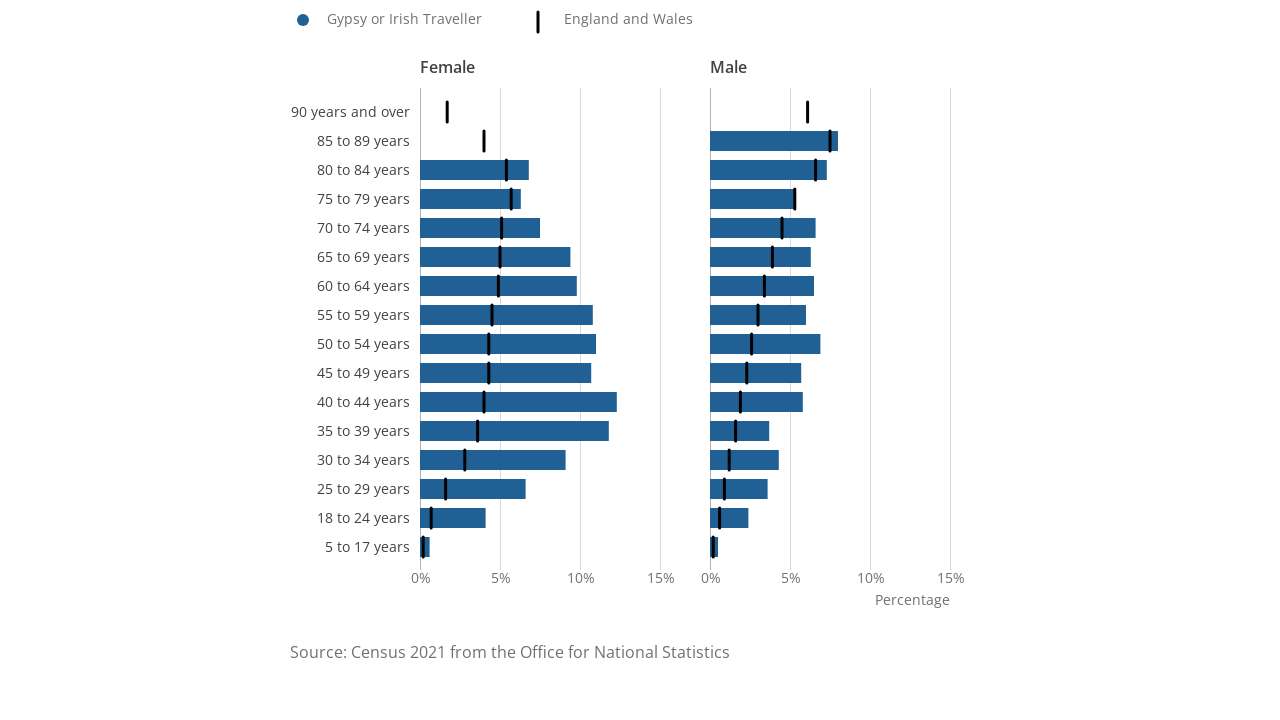 Gypsy or Irish Traveller England and Wales
Female Male
90 years and over
85 to 89 years
80 to 84 years
75 to 79 years
70 to 74 years
65 to 69 years
60 to 64 years
55 to 59 years
50 to 54 years
45 to 49 years
40 to 44 years
35 to 39 years
30 to 34 years
25 to 29 years
18 to 24 years
5 to 17 years
0% 5% 10% 15% 0% 5% 10% 15%
Percentage
Source: Census 2021 from the Office for National Statistics